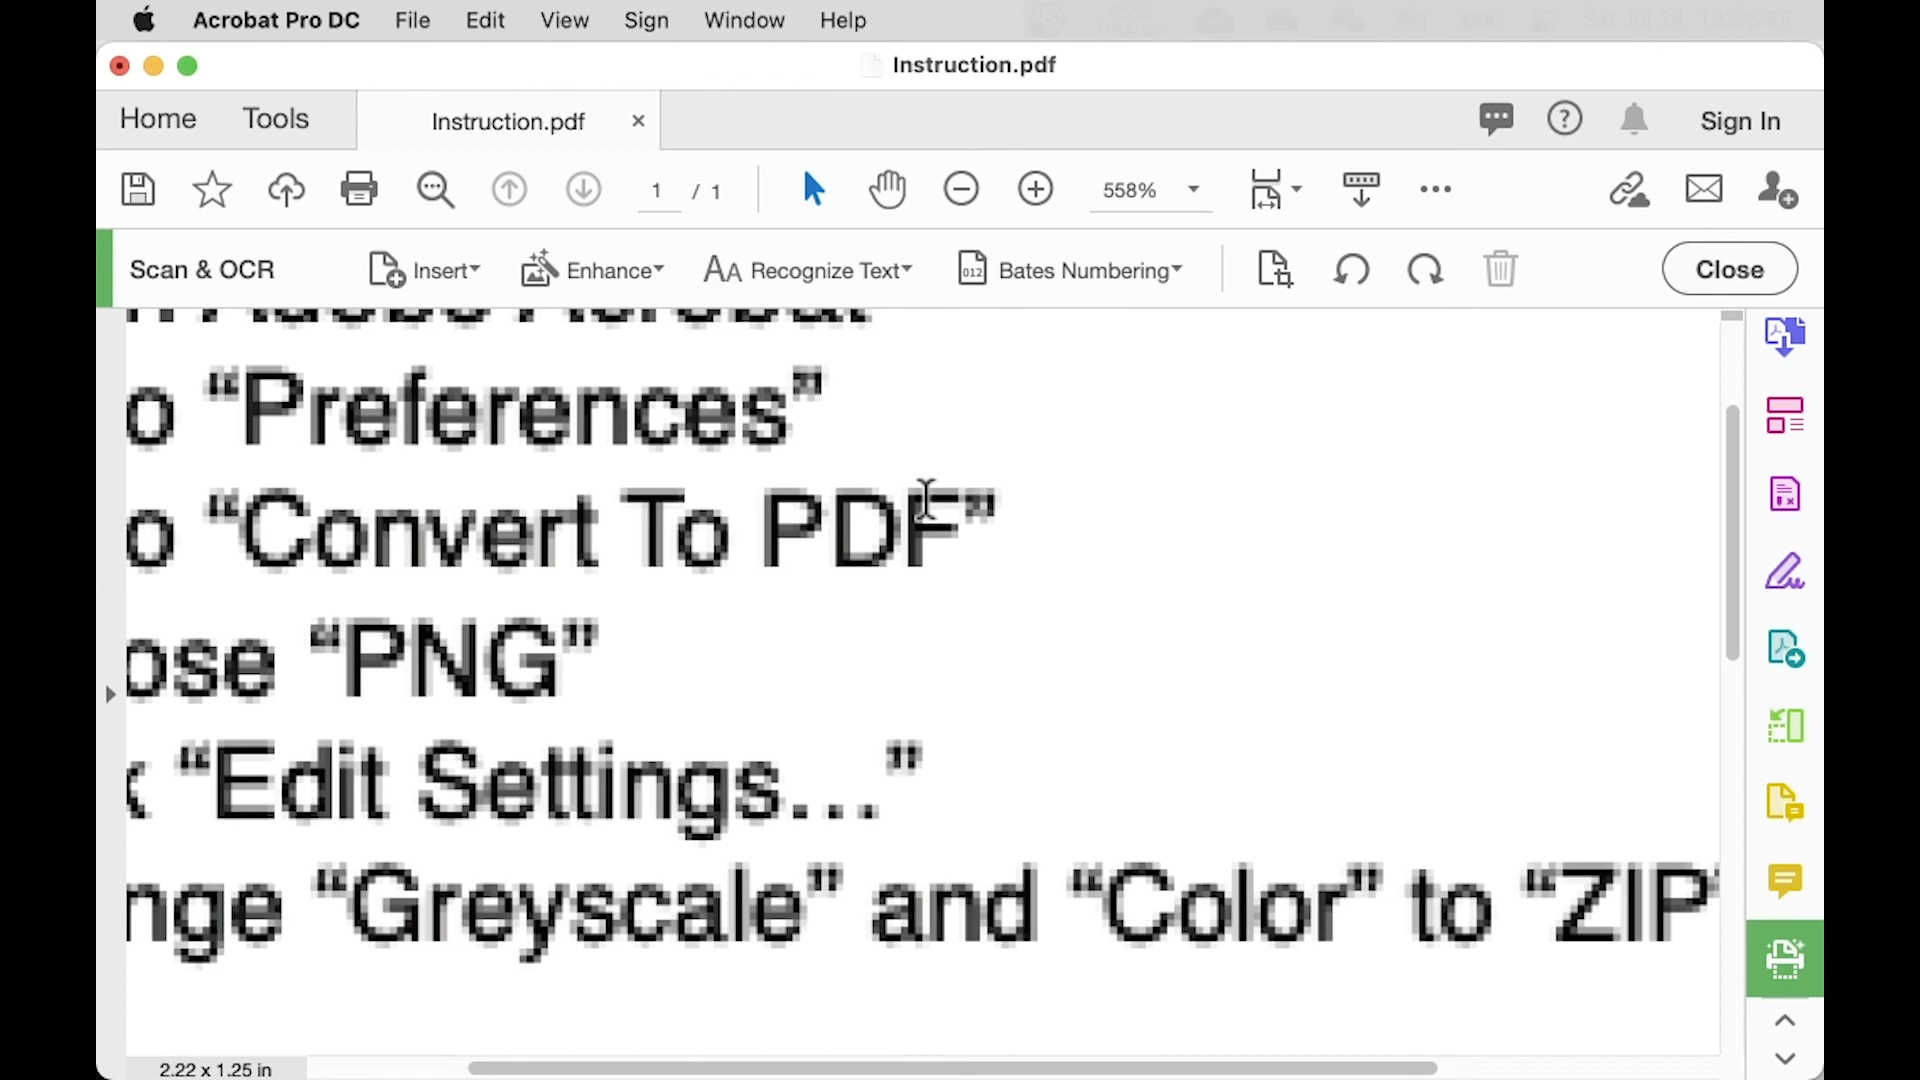 Acrobat Pro DC File Edit View Sign Window Help
Instruction.pdf
Home Tools Instruction.pdf × Sign In
1 / 1 558%
Scan & OCR Insert Enhance Recognize Text Bates Numbering Close
Adobe Acrobat
o “Preferences”
o “Convert To PDF”
ose “PNG”
“Edit Settings…”
nge “Greyscale” and “Color” to “ZIP”
2.22 x 1.25 in